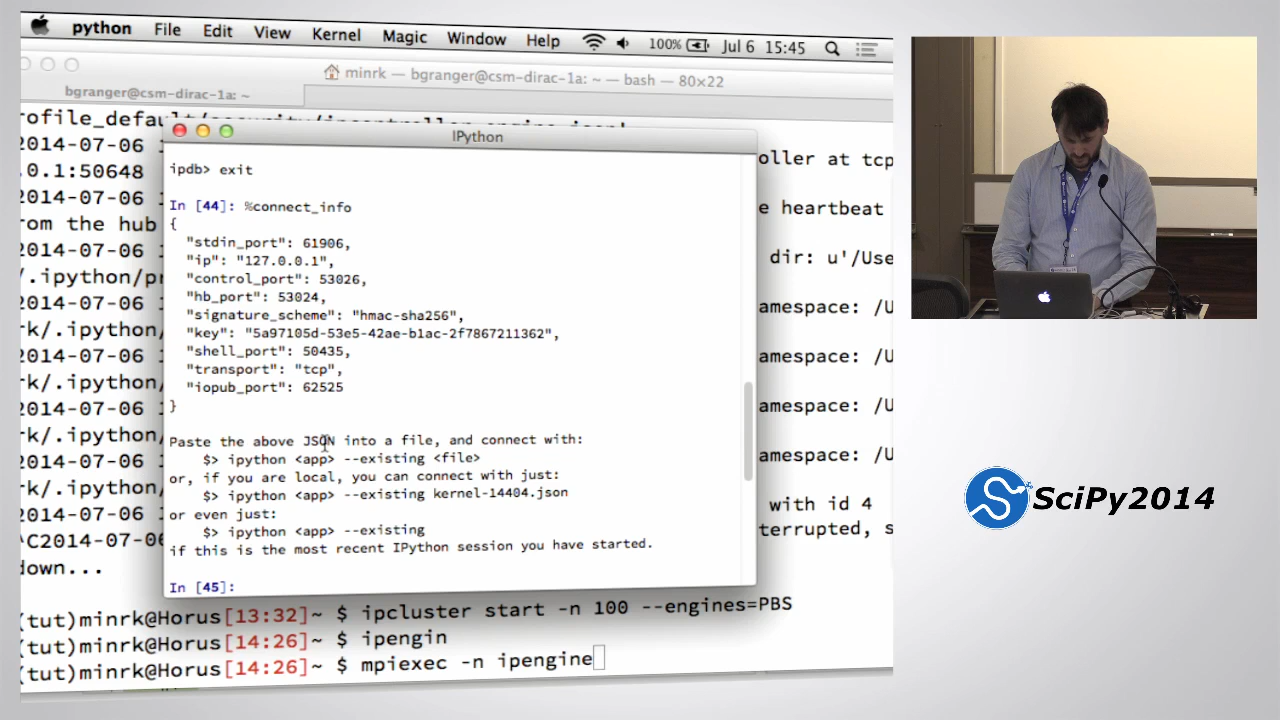 python File Edit View Kernel Magic Window Help 100% Jul 6 15:45
minrk — bgranger@csm-dirac-1a: ~ — bash — 80×22
bgranger@csm-dirac-1a: ~
2014-07-06
oller at tcp
.0.1:50648
2014-07-06
e heartbeat
rom the hub
2014-07-06
dir: u'/Use
/.ipython/pr
2014-07-06
amespace: /U
rk/.ipython/
2014-07-06
amespace: /U
rk/.ipython/
2014-07-06
amespace: /U
rk/.ipython/
2014-07-06
amespace: /U
rk/.ipython/
2014-07-06
with id 4
^C2014-07-06
terrupted, s
down...
IPython
ipdb> exit
In [44]: %connect_info
{
"stdin_port": 61906,
"ip": "127.0.0.1",
"control_port": 53026,
"hb_port": 53024,
"signature_scheme": "hmac-sha256",
"key": "5a97105d-53e5-42ae-b1ac-2f7867211362",
"shell_port": 50435,
"transport": "tcp",
"iopub_port": 62525
}
Paste the above JSON into a file, and connect with:
$> ipython <app> --existing <file>
or, if you are local, you can connect with just:
$> ipython <app> --existing kernel-14404.json
or even just:
$> ipython <app> --existing
if this is the most recent IPython session you have started.
In [45]:
(tut)minrk@Horus[13:32]~ $ ipcluster start -n 100 --engines=PBS
(tut)minrk@Horus[14:26]~ $ ipengin
(tut)minrk@Horus[14:26]~ $ mpiexec -n ipengine
SciPy2014